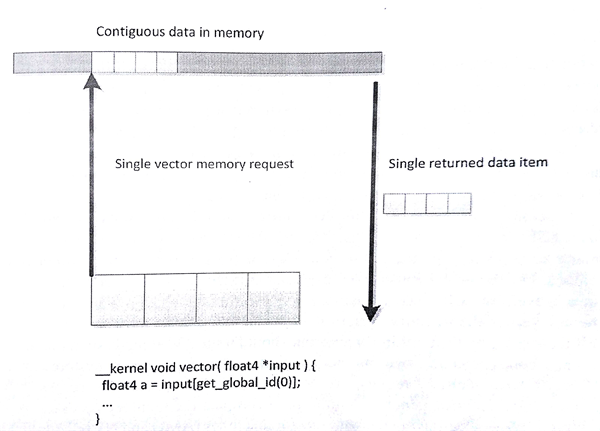 Contiguous data in memory
Single vector memory request
Single returned data item
__kernel void vector( float4 *input ) {
float4 a = input[get_global_id(0)];
...
}